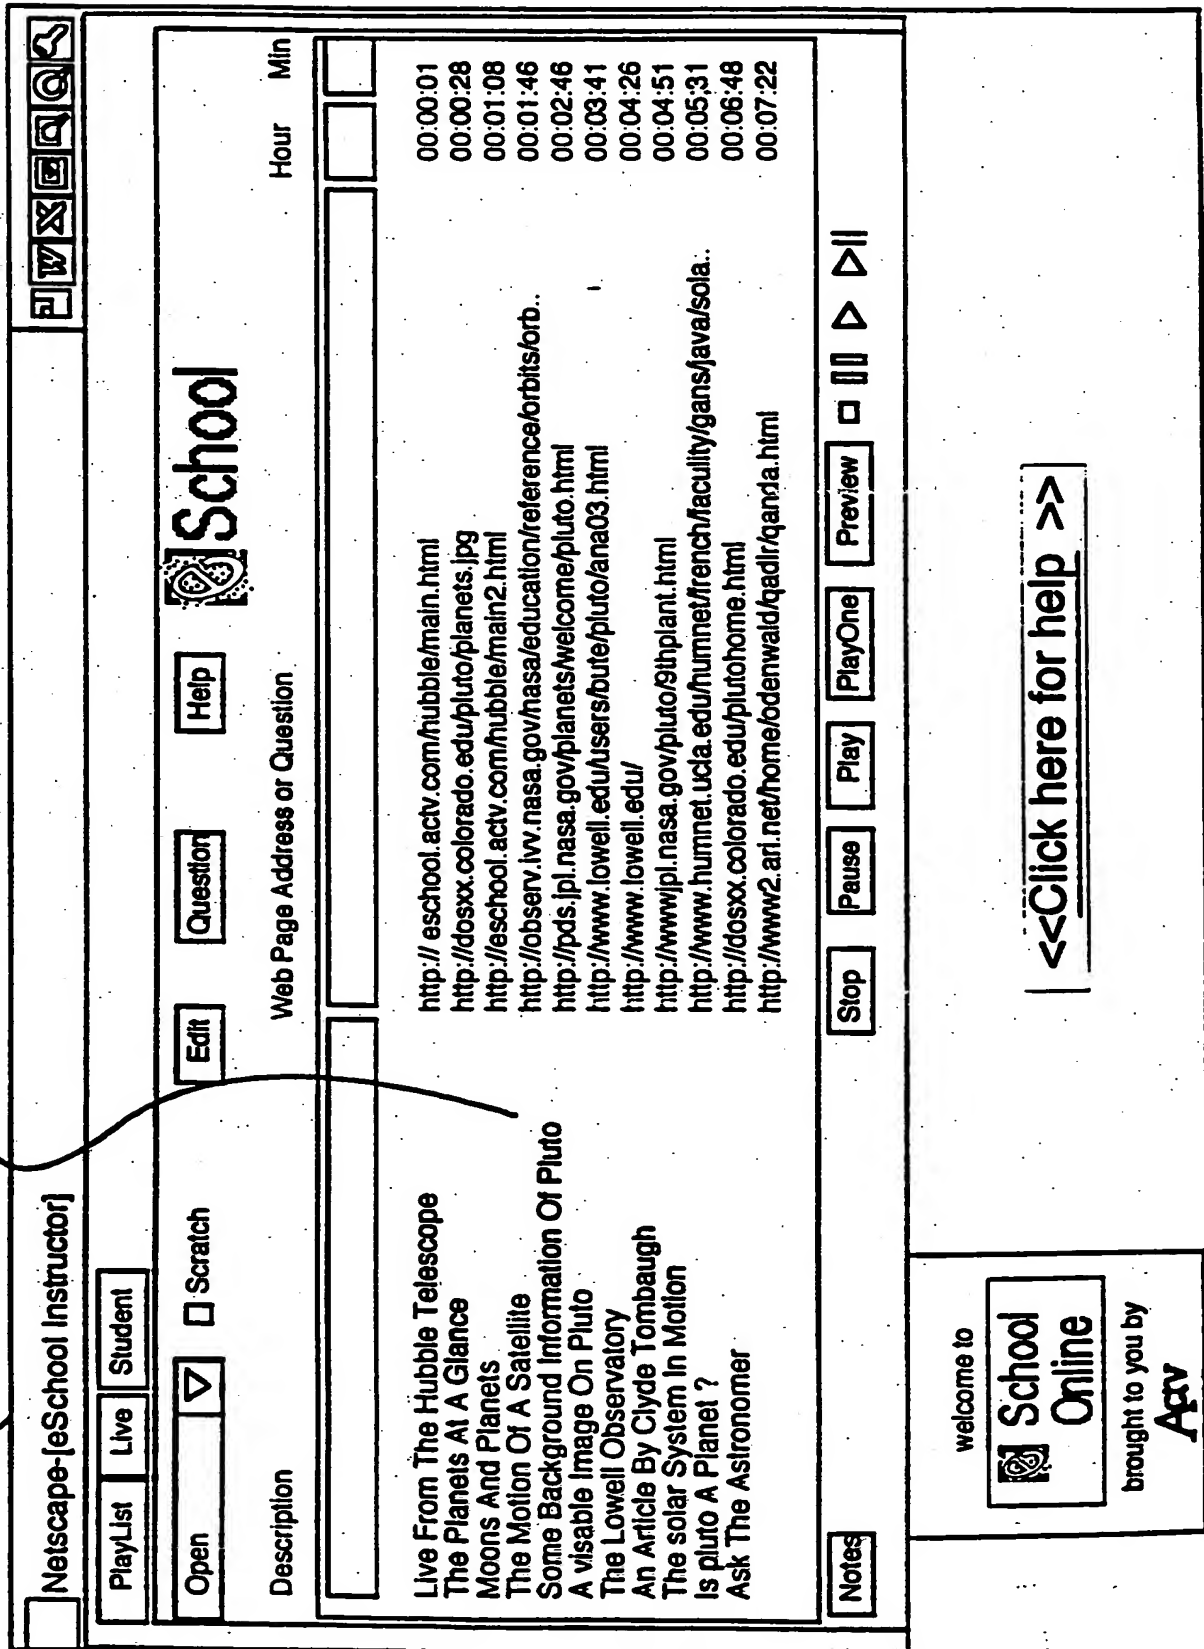 Netscape-[eSchool Instructor]
PlayList Live Student
Open Scratch Edit Question Help School
Description Web Page Address or Question Hour Min
Live From The Hubble Telescope http:// eschool.actv.com/hubble/main.html 00:00:01
The Planets At A Glance http://dosxx.colorado.edu/pluto/planets.jpg 00:00:28
Moons And Planets http://eschool.actv.com/hubble/main2.html 00:01:08
The Motion Of A Satellite http://observ.ivv.nasa.gov/nasa/education/reference/orbits/orb.. 00:01:46
Some Background Information Of Pluto http://pds.jpl.nasa.gov/planets/welcome/pluto.html 00:02:46
A visable Image On Pluto http://www.lowell.edu/users/bute/pluto/ana03.html 00:03:41
The Lowell Observatory http://www.lowell.edu/ 00:04:26
An Article By Clyde Tombaugh http://wwwjpl.nasa.gov/pluto/9thplant.html 00:04:51
The solar System In Motion http://www.humnet.ucla.edu/humnet/french/faculity/gans/java/sola.. 00:05;31
Is pluto A Planet ? http://dosxx.colorado.edu/plutohome.html 00:06:48
Ask The Astronomer http://www2.ari.net/home/odenwald/qadir/qanda.html 00:07:22
Notes Stop Pause Play PlayOne Preview
welcome to
School
Online
brought to you by
Actv
<<Click here for help >>